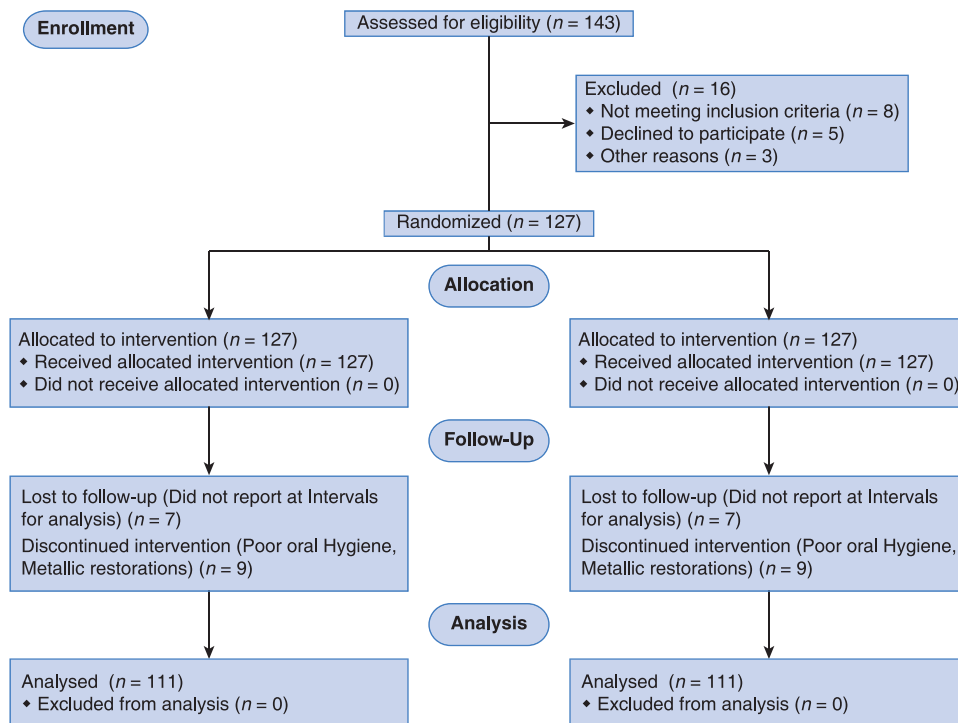 Enrollment
Assessed for eligibility (n = 143)
Excluded (n = 16)
◆ Not meeting inclusion criteria (n = 8)
◆ Declined to participate (n = 5)
◆ Other reasons (n = 3)
Randomized (n = 127)
Allocation
Allocated to intervention (n = 127)
◆ Received allocated intervention (n = 127)
◆ Did not receive allocated intervention (n = 0)
Allocated to intervention (n = 127)
◆ Received allocated intervention (n = 127)
◆ Did not receive allocated intervention (n = 0)
Follow-Up
Lost to follow-up (Did not report at Intervals
for analysis) (n = 7)
Discontinued intervention (Poor oral Hygiene,
Metallic restorations) (n = 9)
Lost to follow-up (Did not report at Intervals
for analysis) (n = 7)
Discontinued intervention (Poor oral Hygiene,
Metallic restorations) (n = 9)
Analysis
Analysed (n = 111)
◆ Excluded from analysis (n = 0)
Analysed (n = 111)
◆ Excluded from analysis (n = 0)